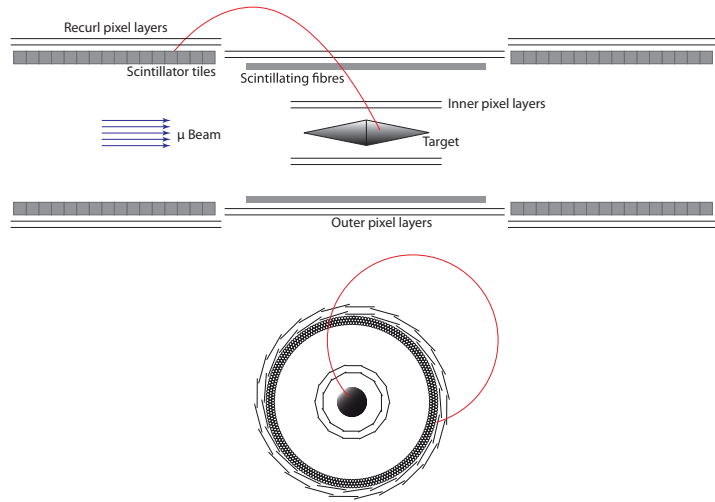 Recurl pixel layers
Scintillator tiles
Scintillating fibres
Inner pixel layers
μ Beam
Target
Outer pixel layers